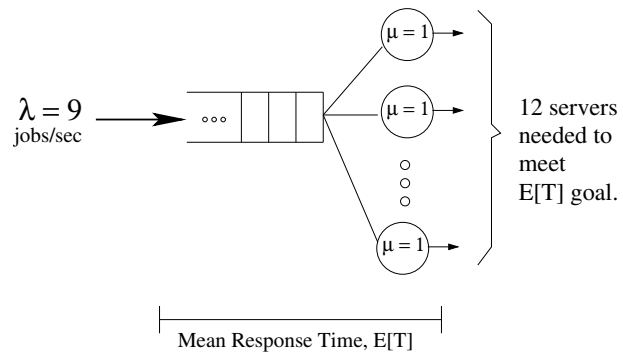 λ = 9
jobs/sec
μ = 1
μ = 1
μ = 1
12 servers
needed to
meet
E[T] goal.
Mean Response Time, E[T]